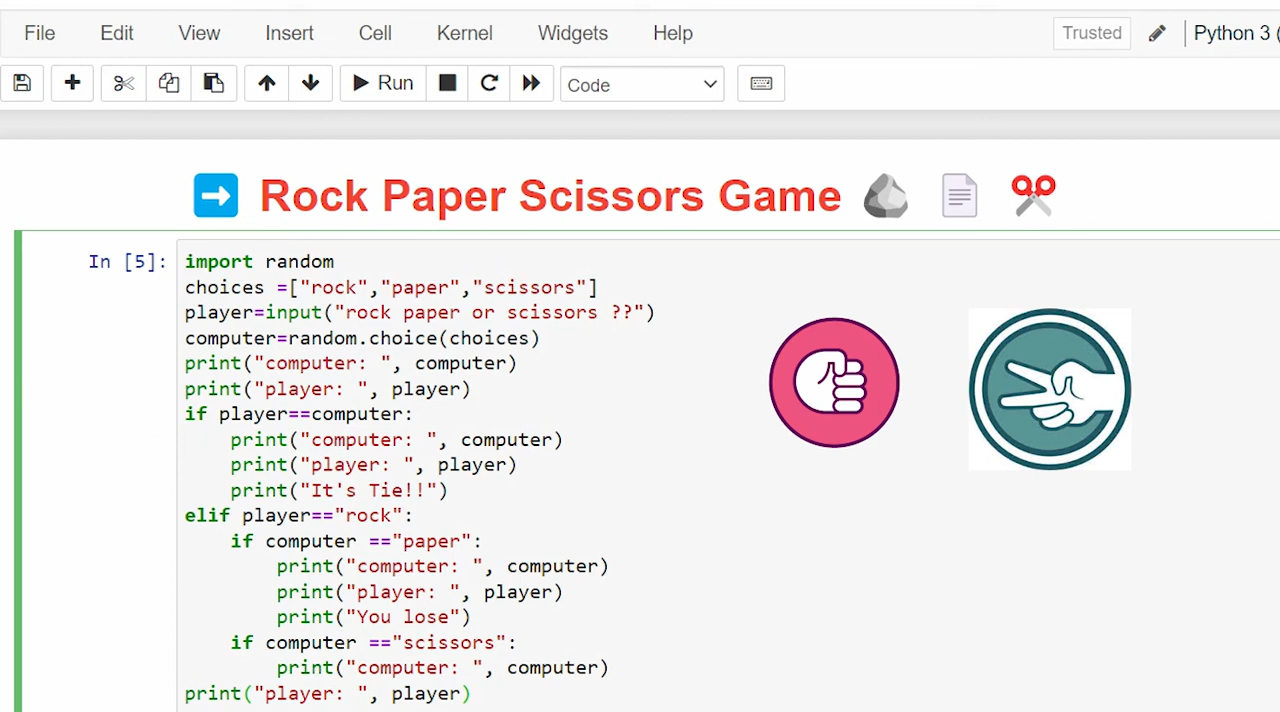 File Edit View Insert Cell Kernel Widgets Help Trusted Python 3 (
Run Code
Rock Paper Scissors Game
In [5]: import random
choices =["rock","paper","scissors"]
player=input("rock paper or scissors ??")
computer=random.choice(choices)
print("computer: ", computer)
print("player: ", player)
if player==computer:
    print("computer: ", computer)
    print("player: ", player)
    print("It's Tie!!")
elif player=="rock":
    if computer =="paper":
        print("computer: ", computer)
        print("player: ", player)
        print("You lose")
    if computer =="scissors":
        print("computer: ", computer)
print("player: ", player)